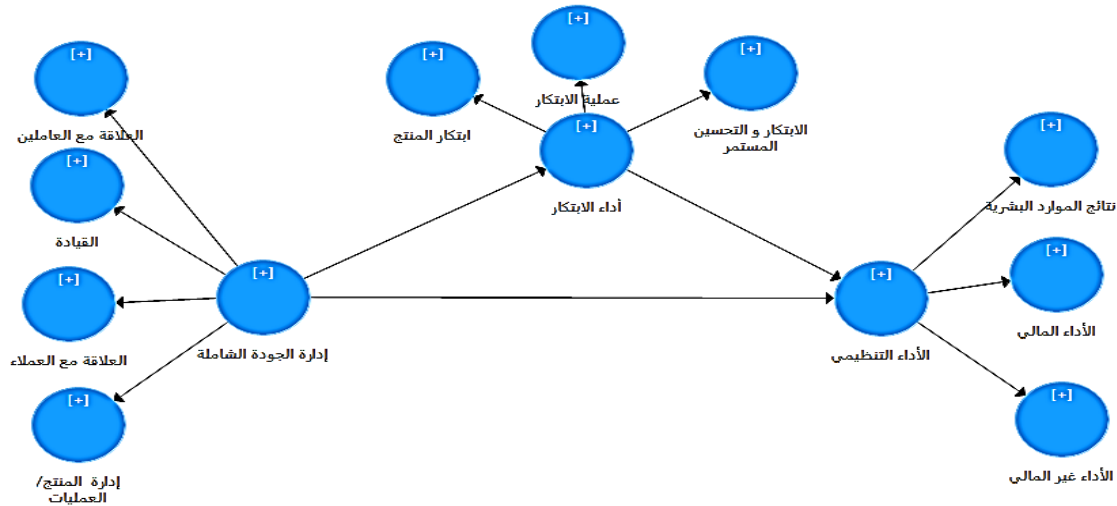 [+]
عملية الابتكار
[+]
ابتكار المنتج
[+]
الابتكار و التحسين
المستمر
[+]
أداء الابتكار
[+]
العلاقة مع العاملين
[+]
القيادة
[+]
العلاقة مع العملاء
[+]
إدارة المنتج/
العمليات
[+]
إدارة الجودة الشاملة
[+]
الأداء التنظيمي
[+]
نتائج الموارد البشرية
[+]
الأداء المالي
[+]
الأداء غير المالي